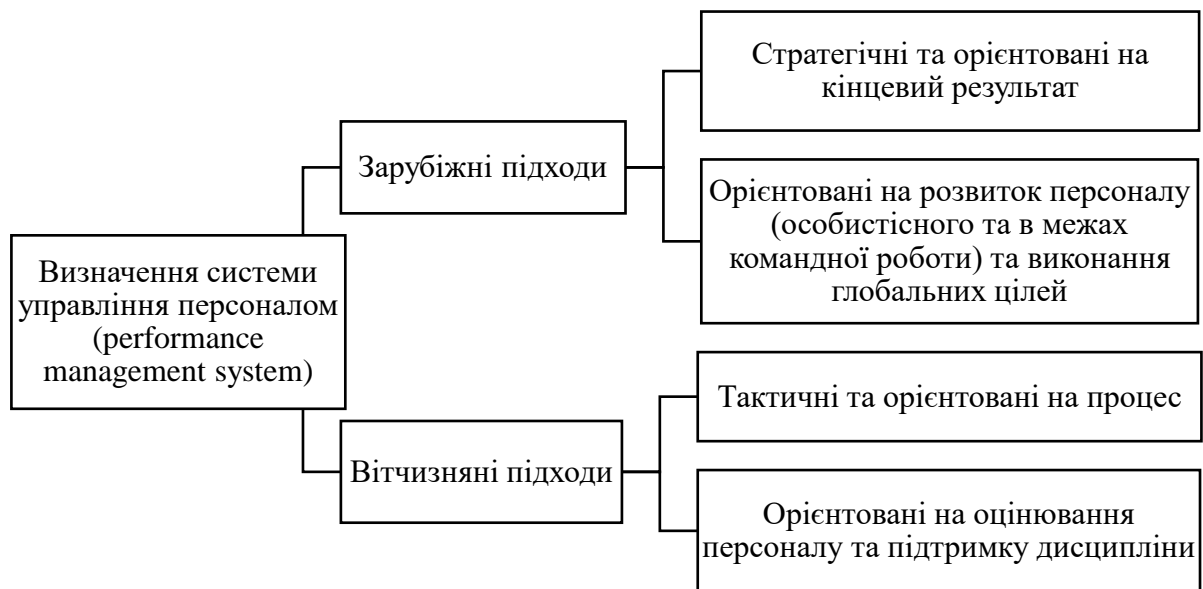 Визначення системи
управління персоналом
(performance
management system)
Зарубіжні підходи
Стратегічні та орієнтовані на
кінцевий результат
Орієнтовані на розвиток персоналу
(особистісного та в межах
командної роботи) та виконання
глобальних цілей
Вітчизняні підходи
Тактичні та орієнтовані на процес
Орієнтовані на оцінювання
персоналу та підтримку дисципліни